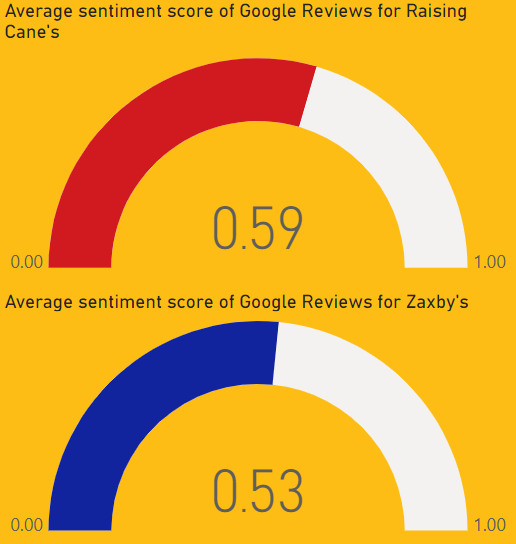 Average sentiment score of Google Reviews for Raising
Cane's
0.59
0.00
1.00
Average sentiment score of Google Reviews for Zaxby's
0.53
0.00
1.00